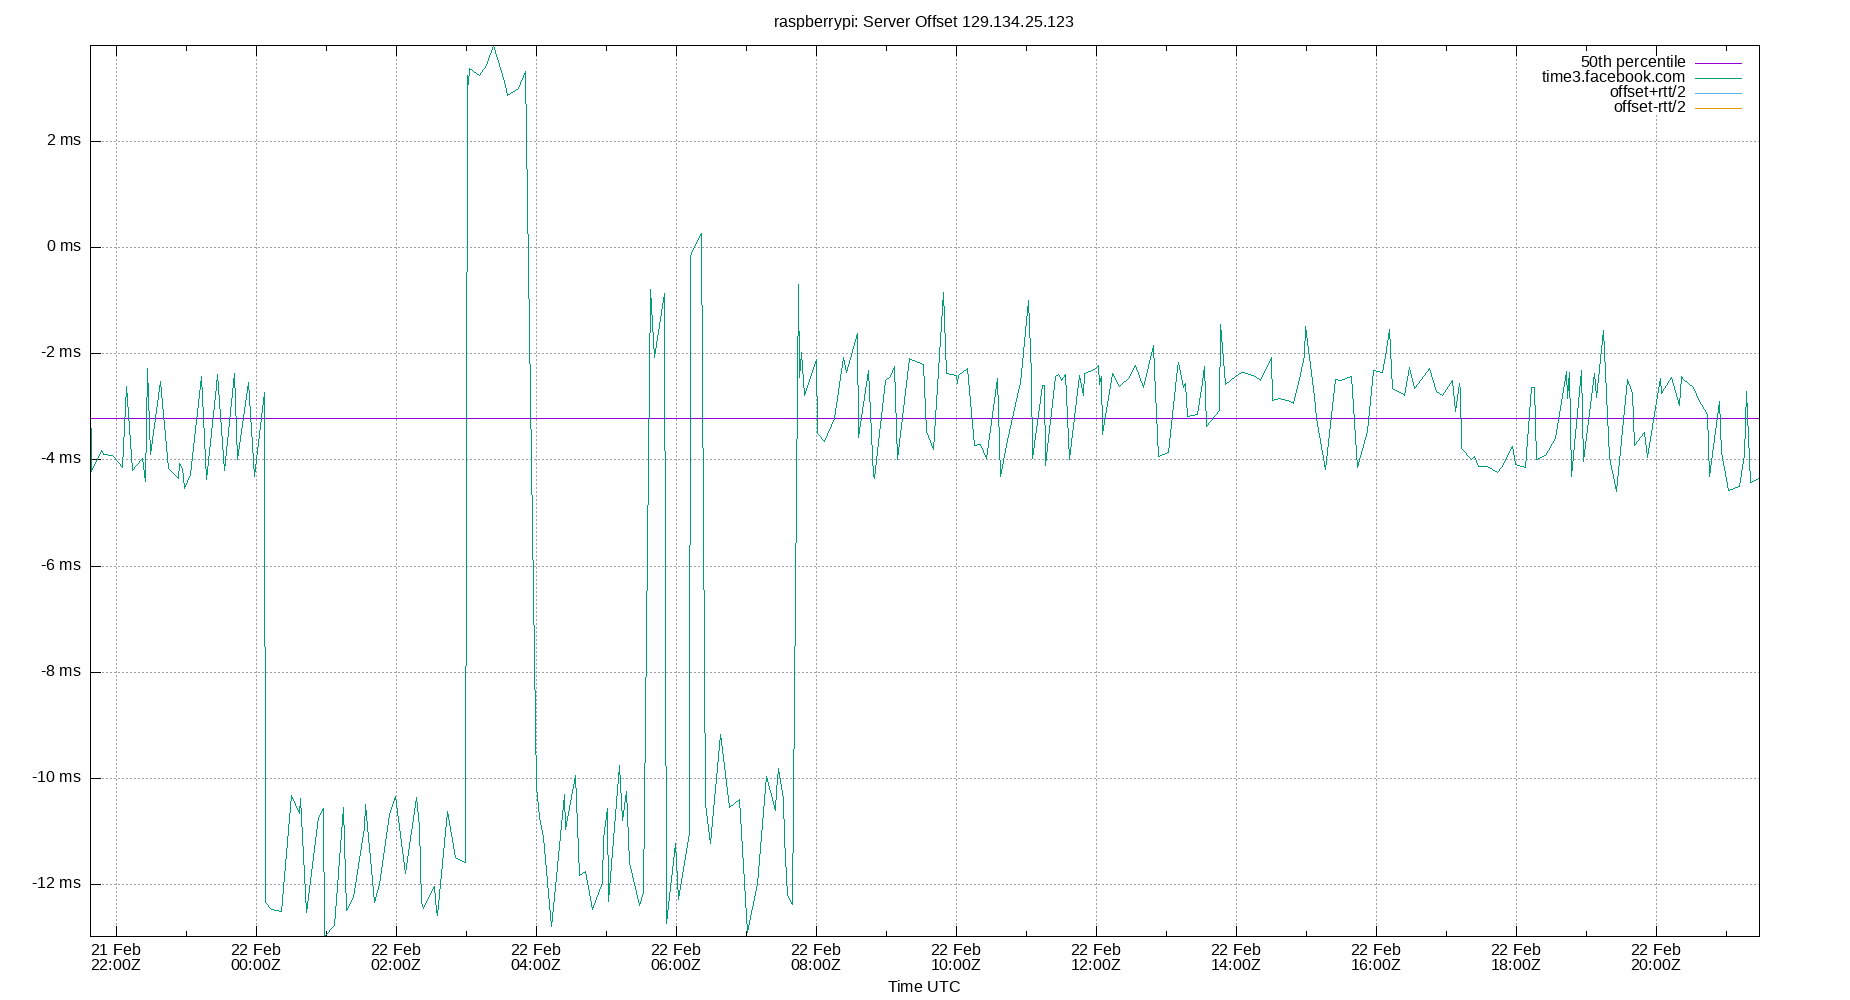 raspberrypi: Server Offset 129.134.25.123
50th percentile
time3.facebook.com
offset+rtt/2
offset-rtt/2
2 ms
0 ms
-2 ms
-4 ms
-6 ms
-8 ms
-10 ms
-12 ms
21 Feb 22 Feb 22 Feb 22 Feb 22 Feb 22 Feb 22 Feb 22 Feb 22 Feb 22 Feb 22 Feb 22 Feb
22:00Z 00:00Z 02:00Z 04:00Z 06:00Z 08:00Z 10:00Z 12:00Z 14:00Z 16:00Z 18:00Z 20:00Z
Time UTC